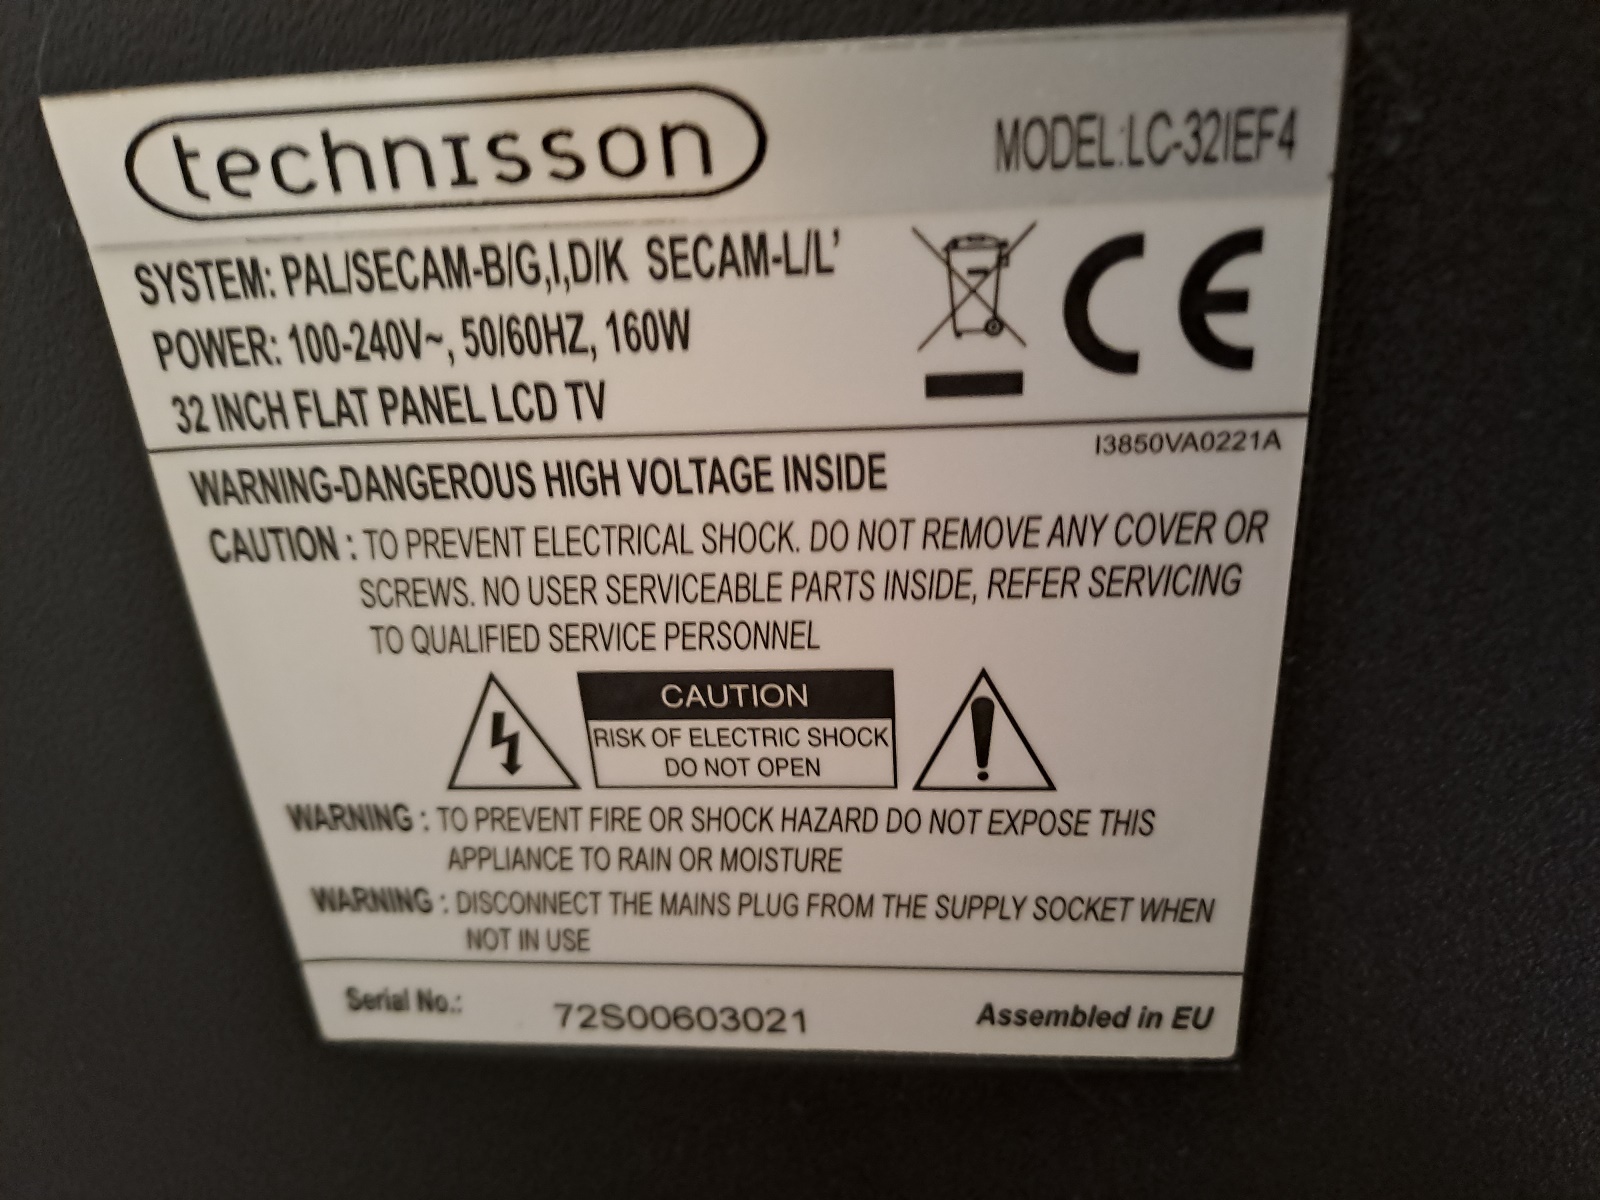 technisson
MODEL:LC-32IEF4
SYSTEM: PAL/SECAM-B/G,I,D/K SECAM-L/L'
POWER: 100-240V~, 50/60HZ, 160W
32 INCH FLAT PANEL LCD TV
I3850VA0221A
WARNING-DANGEROUS HIGH VOLTAGE INSIDE
CAUTION : TO PREVENT ELECTRICAL SHOCK. DO NOT REMOVE ANY COVER OR
SCREWS. NO USER SERVICEABLE PARTS INSIDE, REFER SERVICING
TO QUALIFIED SERVICE PERSONNEL
CAUTION
RISK OF ELECTRIC SHOCK
DO NOT OPEN
WARNING : TO PREVENT FIRE OR SHOCK HAZARD DO NOT EXPOSE THIS
APPLIANCE TO RAIN OR MOISTURE
WARNING : DISCONNECT THE MAINS PLUG FROM THE SUPPLY SOCKET WHEN
NOT IN USE
Serial No.: 72S00603021 Assembled in EU